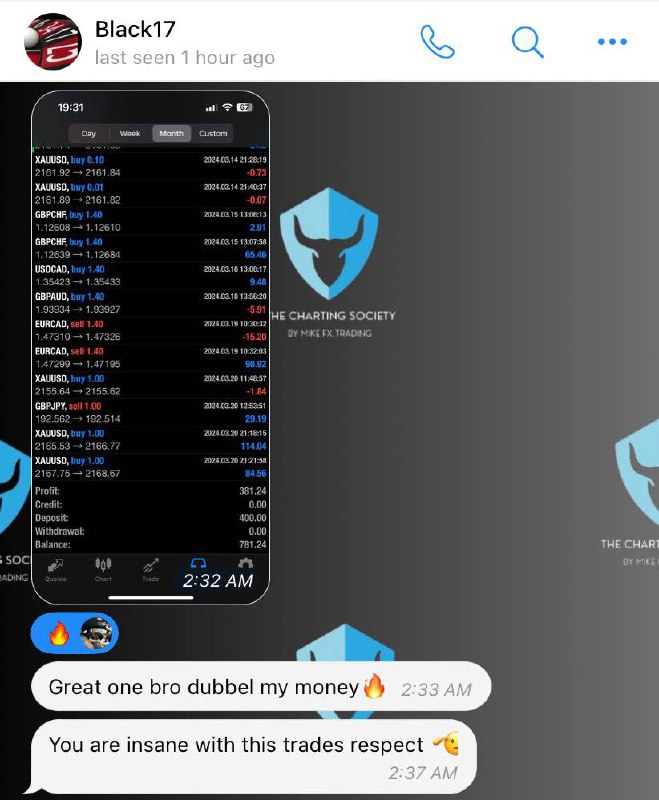 Black17
last seen 1 hour ago
19:31
67
Day Week Month Custom
XAUUSD, buy 0.10 2024.03.14 21:28:19
2161.92 → 2161.84 -0.73
XAUUSD, buy 0.01 2024.03.14 21:40:37
2161.89 → 2161.82 -0.07
GBPCHF, buy 1.40 2024.03.15 13:06:13
1.12608 → 1.12610 2.91
GBPCHF, buy 1.40 2024.03.15 13:07:58
1.12639 → 1.12684 65.46
USDCAD, buy 1.40 2024.03.18 13:08:17
1.35423 → 1.35433 9.48
GBPAUD, buy 1.40 2024.03.18 13:56:20
1.93934 → 1.93927 -5.91
EURCAD, sell 1.40 2024.03.19 10:30:32
1.47310 → 1.47326 -15.20
EURCAD, sell 1.40 2024.03.19 10:32:03
1.47299 → 1.47195 98.92
XAUUSD, buy 1.00 2024.03.20 11:48:57
2155.64 → 2155.62 -1.84
GBPJPY, sell 1.00 2024.03.20 12:53:51
192.562 → 192.514 29.19
XAUUSD, buy 1.00 2024.03.20 21:18:15
2165.53 → 2166.77 114.04
XAUUSD, buy 1.00 2024.03.20 21:21:58
2167.75 → 2168.67 84.56
Profit: 381.24
Credit: 0.00
Deposit: 400.00
Withdrawal: 0.00
Balance: 781.24
Quotes Chart Trade
2:32 AM
THE CHARTING SOCIETY
BY MIKE FX.TRADING
THE CHART
BY MIKE F
SOC
ADING
Great one bro dubbel my money🔥 2:33 AM
You are insane with this trades respect 🫡
2:37 AM